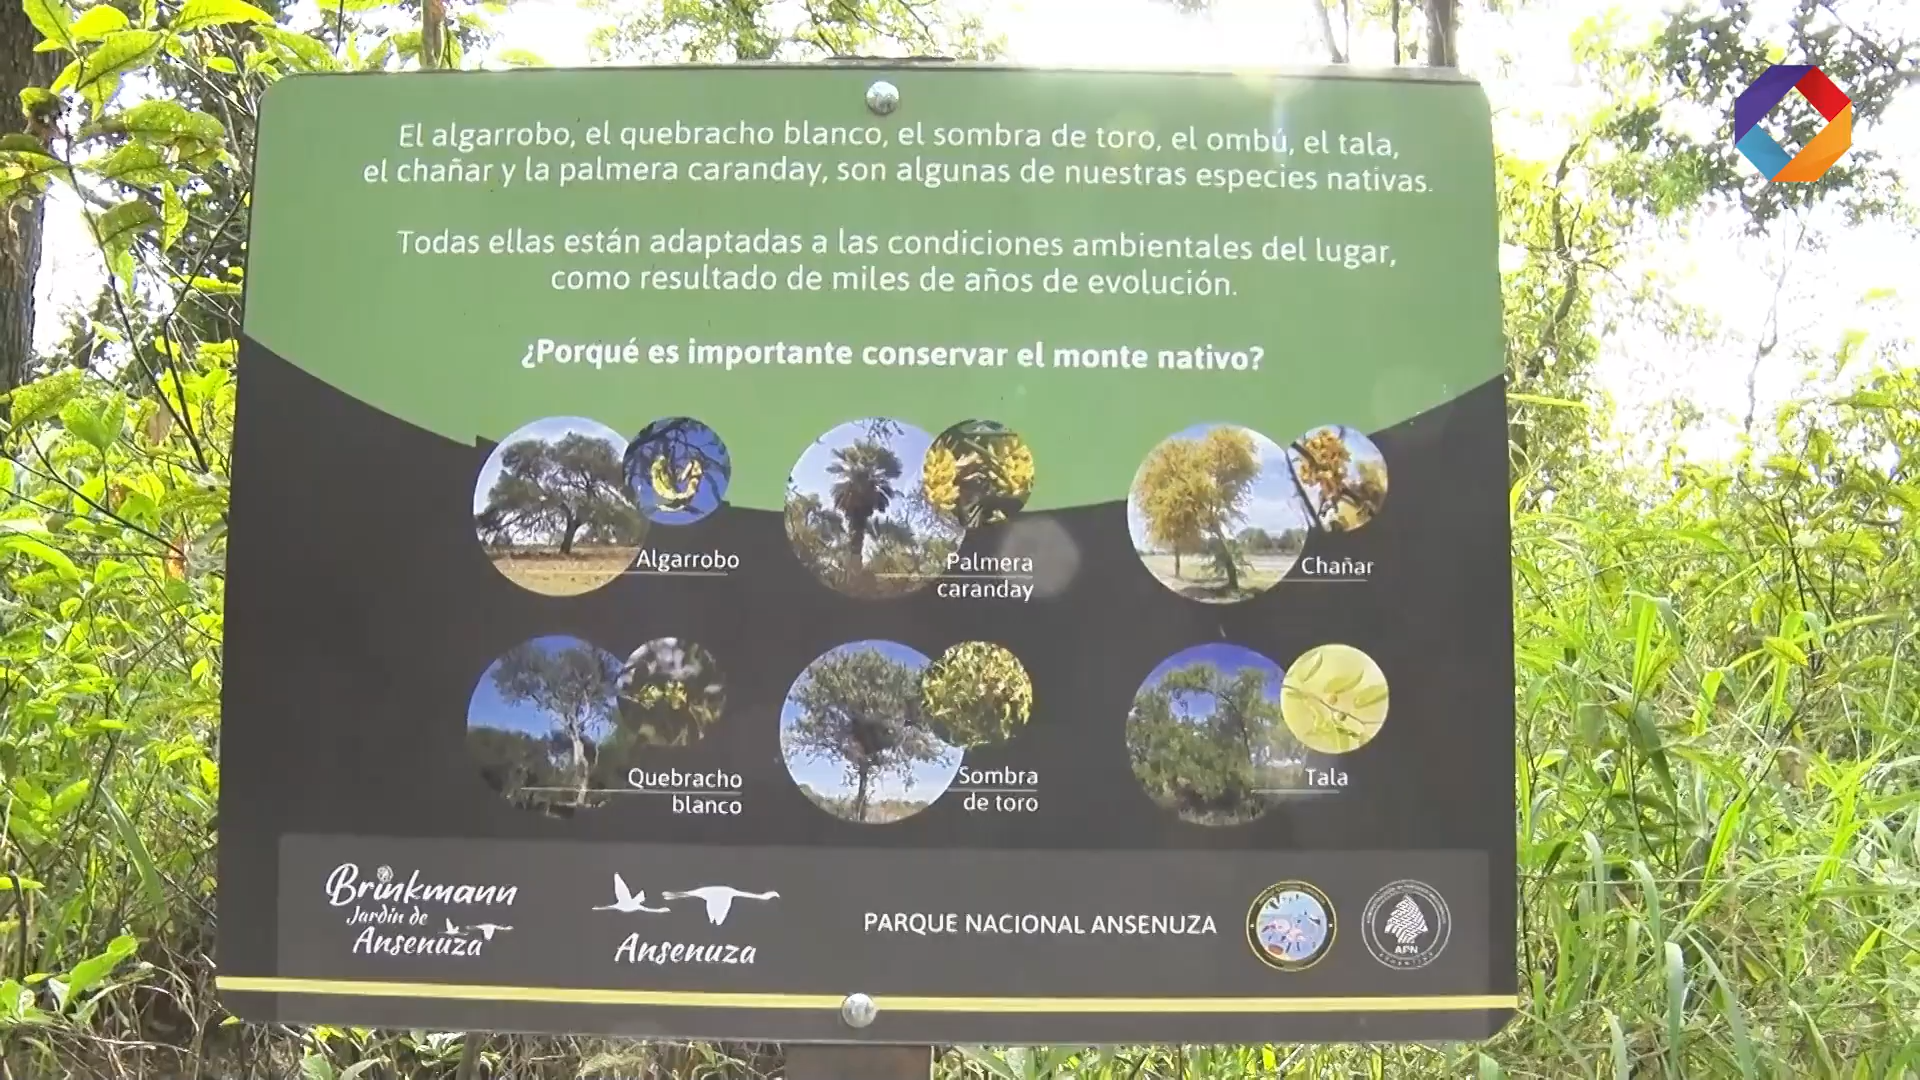 El algarrobo, el quebracho blanco, el sombra de toro, el ombú, el tala,
el chañar y la palmera caranday, son algunas de nuestras especies nativas.
Todas ellas están adaptadas a las condiciones ambientales del lugar,
como resultado de miles de años de evolución.
¿Porqué es importante conservar el monte nativo?
Algarrobo
Palmera
caranday
Chañar
Quebracho
blanco
Sombra
de toro
Tala
Brinkmann
Jardín de
Ansenuza
Ansenuza
PARQUE NACIONAL ANSENUZA
APN
ARGENTINA